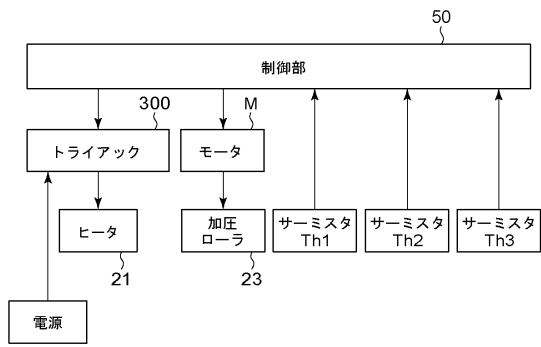 50
制御部
300
M
トライアック
モータ
ヒータ
加圧
ローラ
サーミスタ
Th1
サーミスタ
Th2
サーミスタ
Th3
21
23
電源